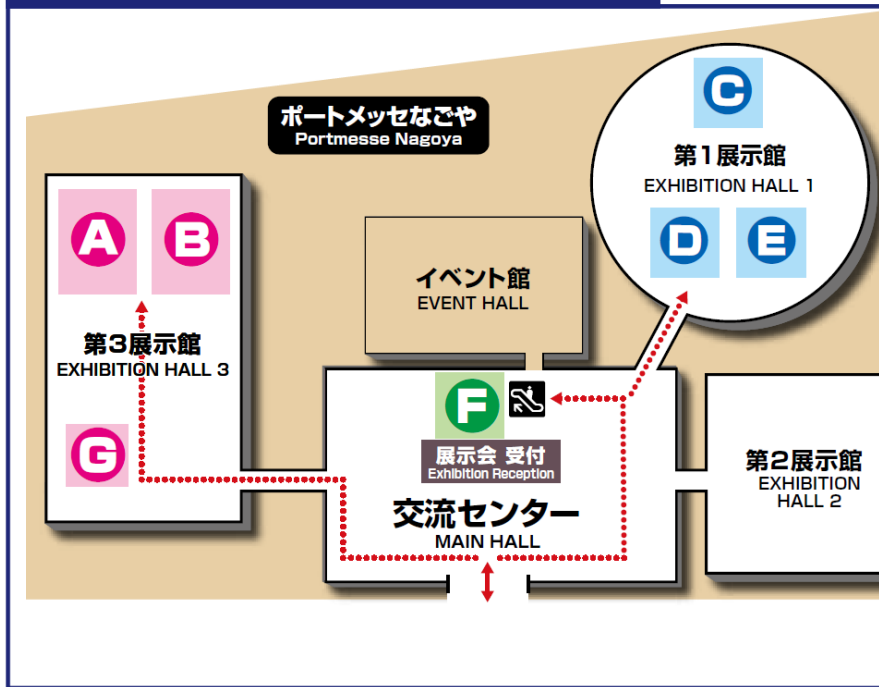 ポートメッセなごや
Portmesse Nagoya
C
第1展示館
EXHIBITION HALL 1
D E
A B
イベント館
EVENT HALL
第3展示館
EXHIBITION HALL 3
G
F
展示会 受付
Exhibition Reception
交流センター
MAIN HALL
第2展示館
EXHIBITION
HALL 2